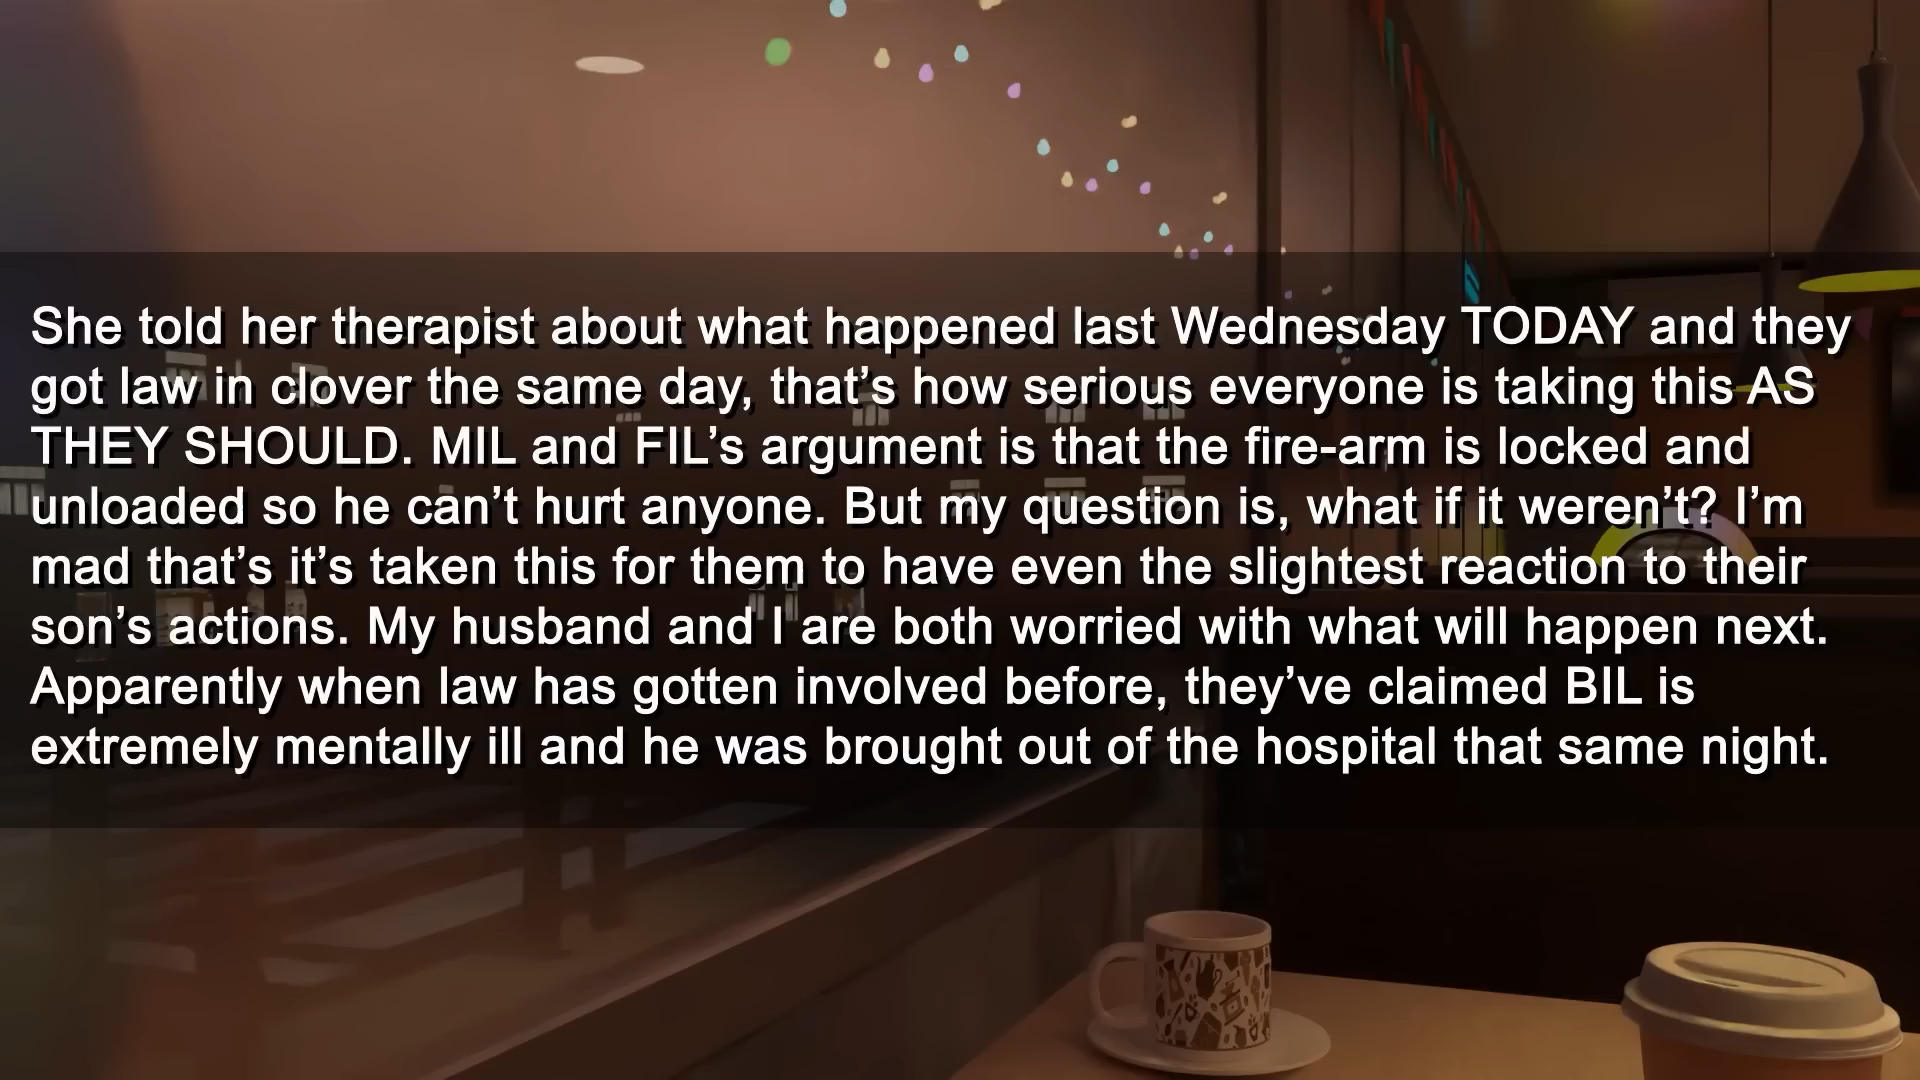 She told her therapist about what happened last Wednesday TODAY and they
got law in clover the same day, that’s how serious everyone is taking this AS
THEY SHOULD. MIL and FIL’s argument is that the fire-arm is locked and
unloaded so he can’t hurt anyone. But my question is, what if it weren’t? I’m
mad that’s it’s taken this for them to have even the slightest reaction to their
son’s actions. My husband and I are both worried with what will happen next.
Apparently when law has gotten involved before, they’ve claimed BIL is
extremely mentally ill and he was brought out of the hospital that same night.